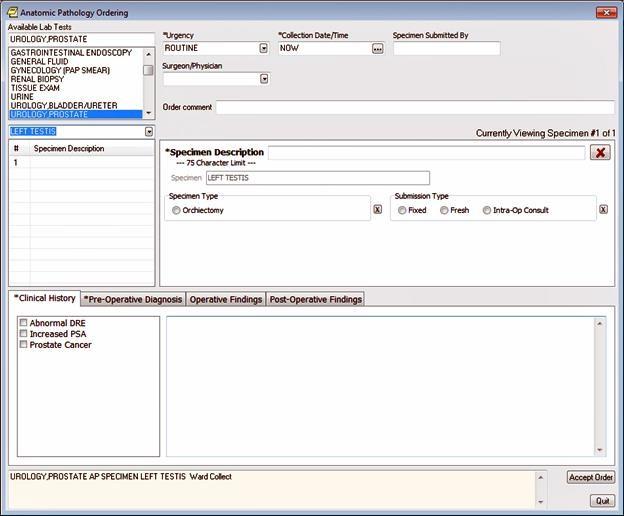 Anatomic Pathology Ordering
Available Lab Tests
UROLOGY,PROSTATE
GASTROINTESTINAL ENDOSCOPY
GENERAL FLUID
GYNECOLOGY (PAP SMEAR)
RENAL BIOPSY
TISSUE EXAM
URINE
UROLOGY,BLADDER/URETER
UROLOGY,PROSTATE
LEFT TESTIS
*Urgency
ROUTINE
*Collection Date/Time
NOW
...
Specimen Submitted By
Surgeon/Physician
Order comment
Currently Viewing Specimen #1 of 1
# Specimen Description
1
*Specimen Description
--- 75 Character Limit ---
Specimen LEFT TESTIS
Specimen Type
Orchiectomy
X
Submission Type
Fixed Fresh Intra-Op Consult
X
*Clinical History *Pre-Operative Diagnosis Operative Findings Post-Operative Findings
Abnormal DRE
Increased PSA
Prostate Cancer
UROLOGY,PROSTATE AP SPECIMEN LEFT TESTIS Ward Collect
Accept Order
Quit